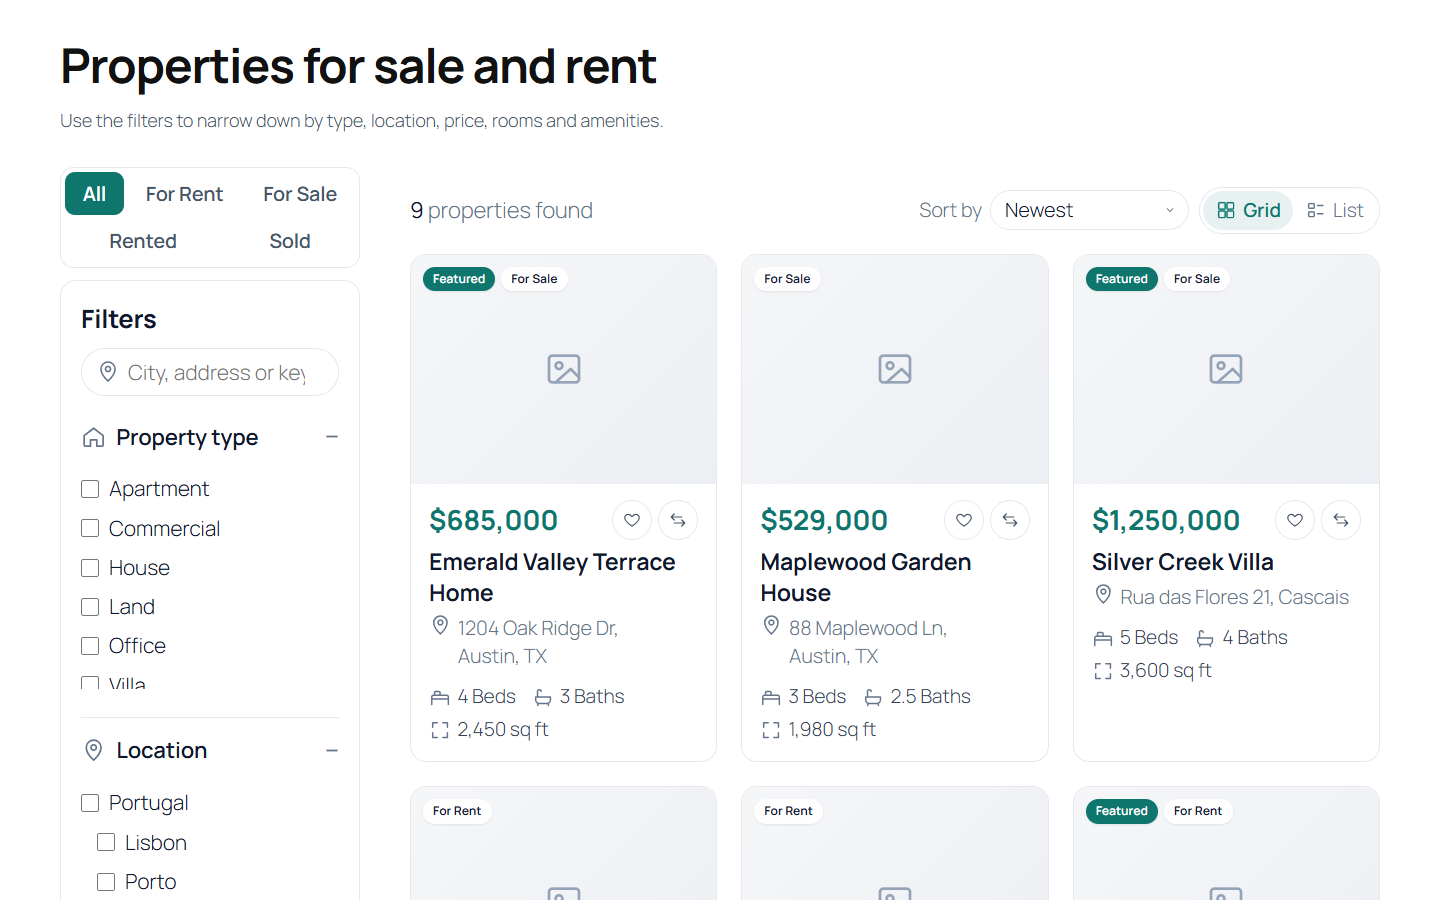 Properties for sale and rent
Use the filters to narrow down by type, location, price, rooms and amenities.
All
For Rent
For Sale
Rented
Sold
Filters
City, address or key
Property type
Apartment
Commercial
House
Land
Office
Villa
Location
Portugal
Lisbon
Porto
9 properties found
Sort by
Newest
Grid
List
Featured
For Sale
$685,000
Emerald Valley Terrace
Home
1204 Oak Ridge Dr,
Austin, TX
4 Beds
3 Baths
2,450 sq ft
For Sale
$529,000
Maplewood Garden
House
88 Maplewood Ln,
Austin, TX
3 Beds
2.5 Baths
1,980 sq ft
Featured
For Sale
$1,250,000
Silver Creek Villa
Rua das Flores 21, Cascais
5 Beds
4 Baths
3,600 sq ft
For Rent
For Rent
Featured
For Rent